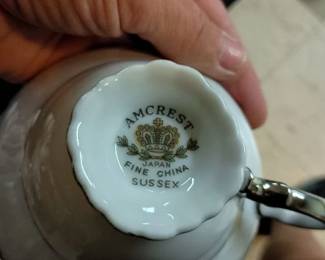 AMCREST
JAPAN
FINE CHINA
SUSSEX